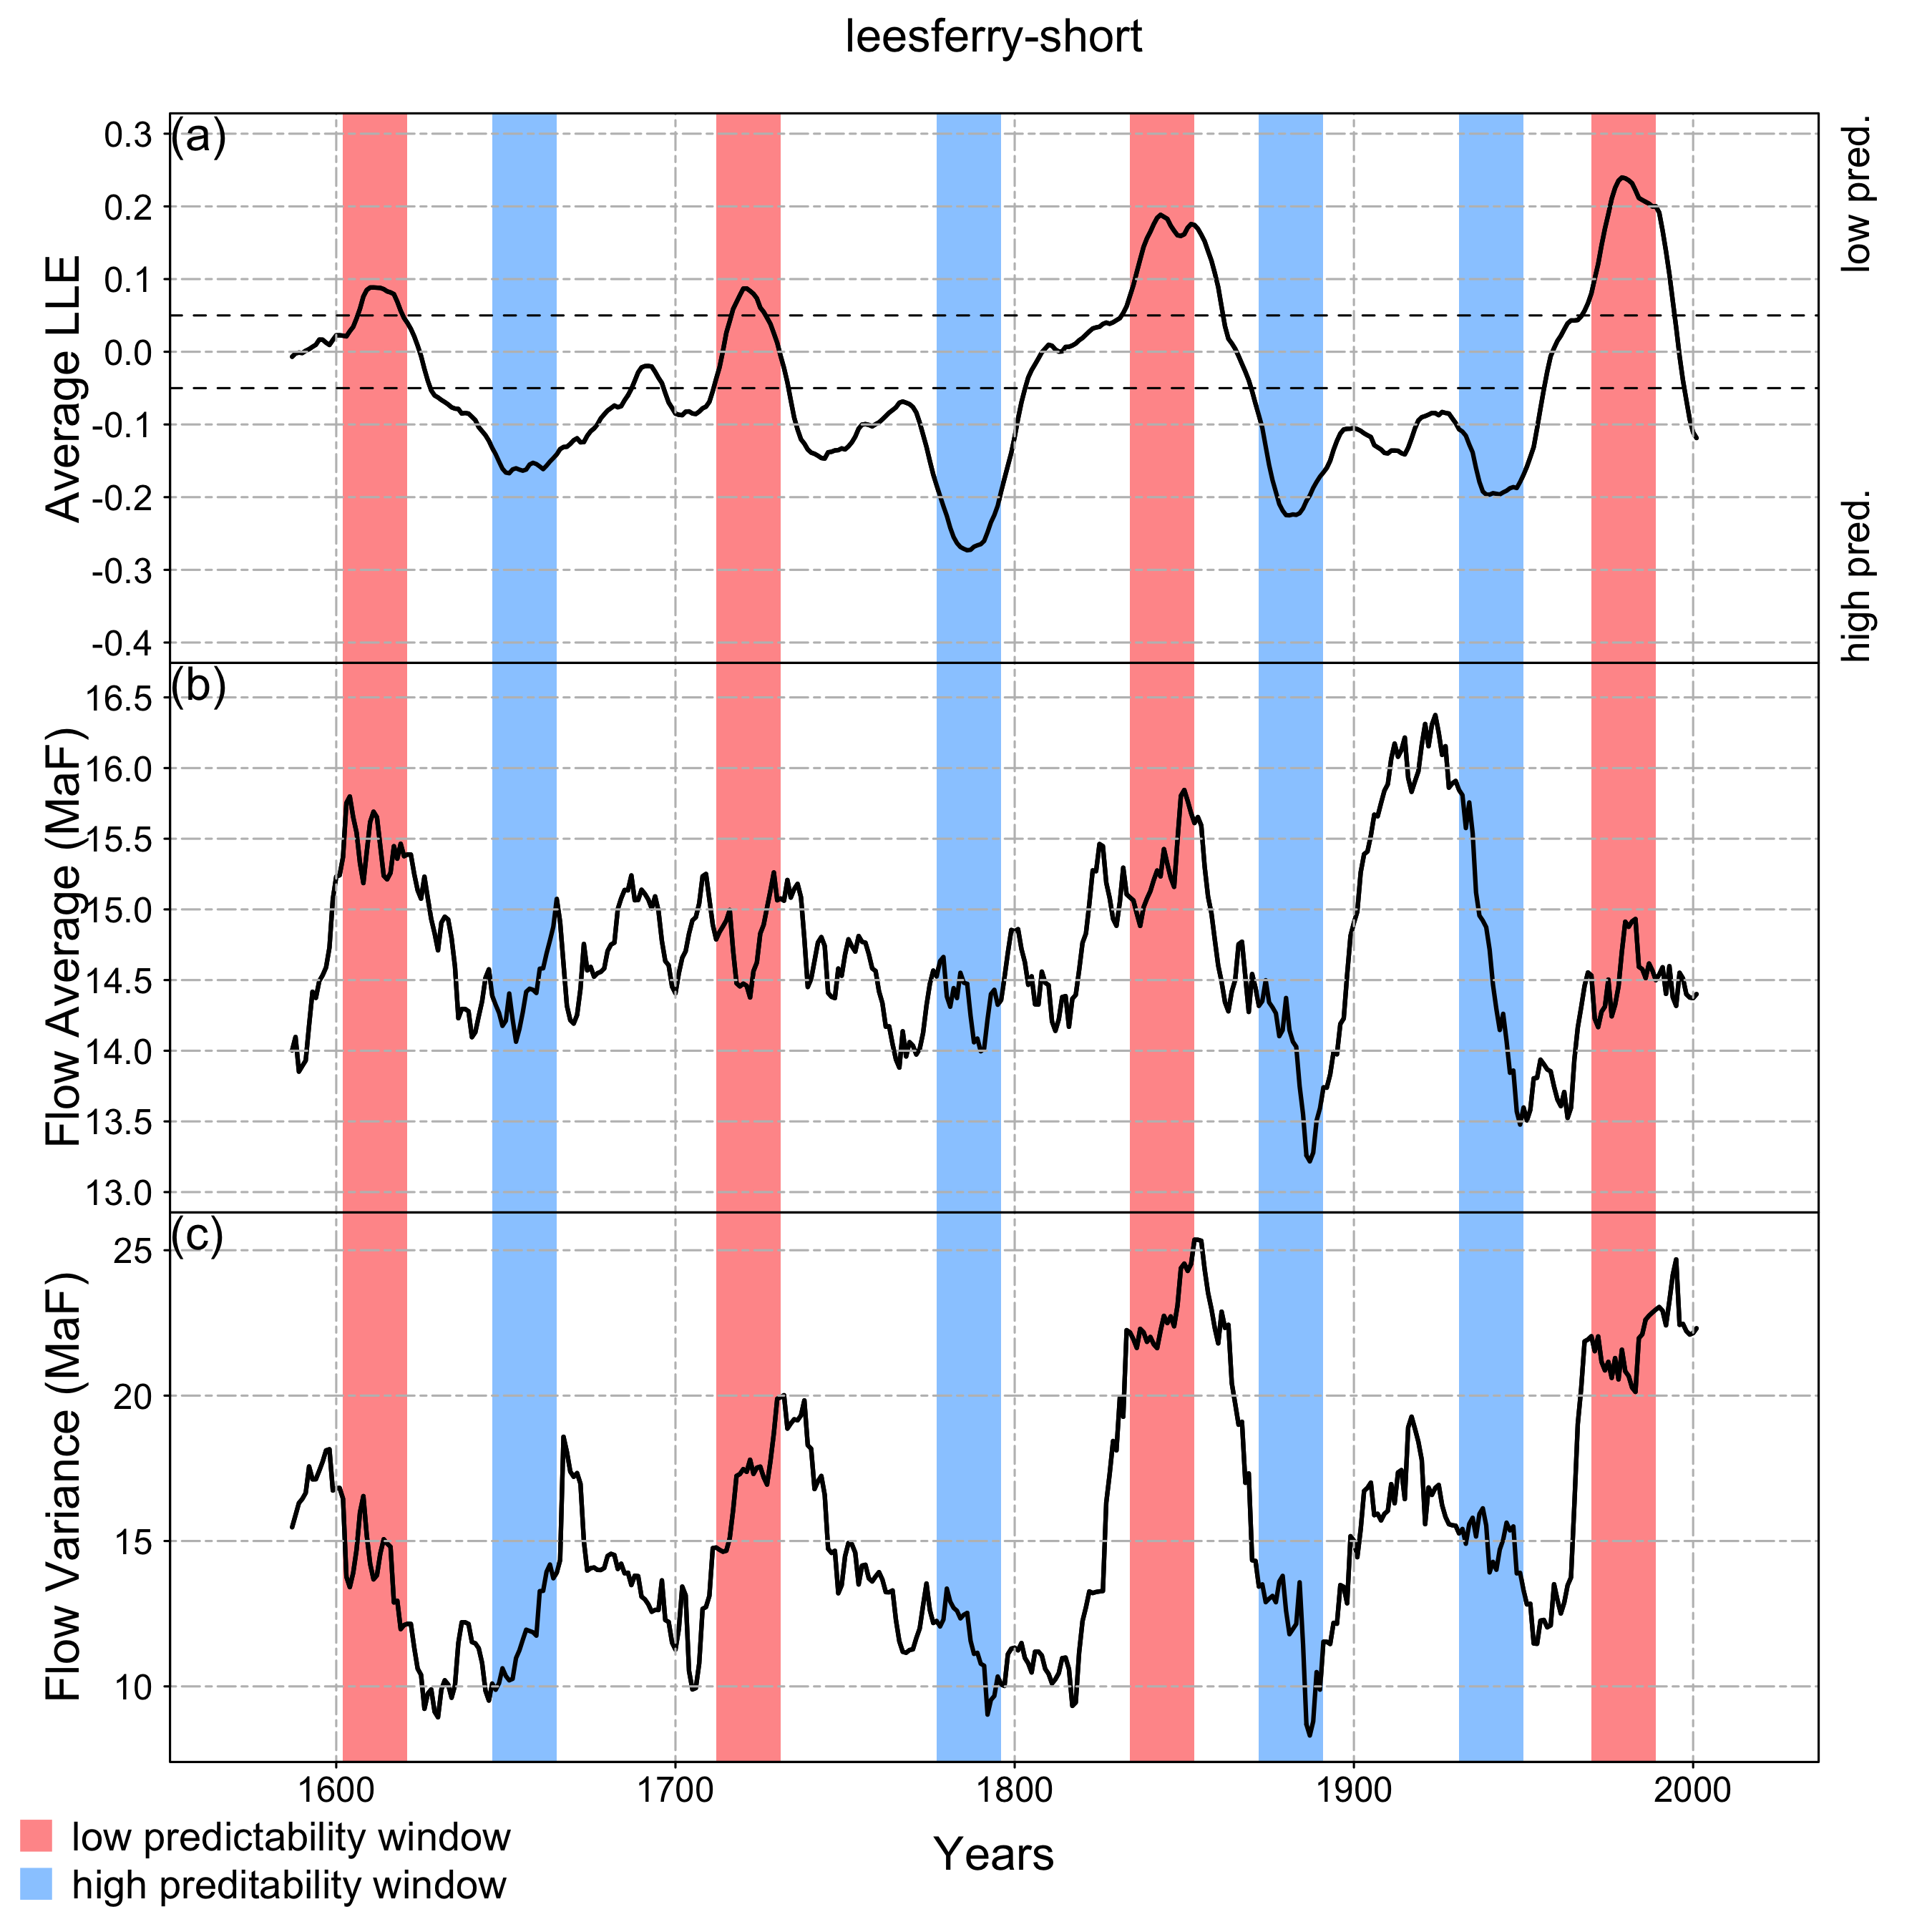 leesferry-short
(a)
0.3
0.2
0.1
0.0
-0.1
-0.2
-0.3
-0.4
Average LLE
low pred.
high pred.
(b)
16.5
16.0
15.5
15.0
14.5
14.0
13.5
13.0
Flow Average (MaF)
(c)
25
20
15
10
Flow Variance (MaF)
1600 1700 1800 1900 2000
Years
low predictability window
high preditability window